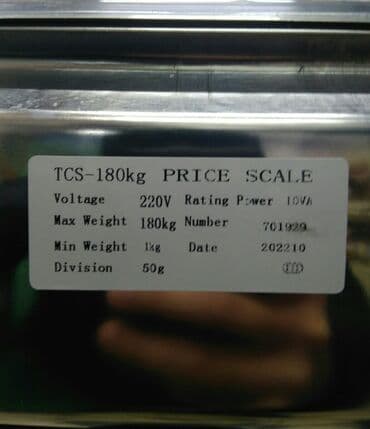 TCS-180kg PRICE SCALE
Voltage 220V Rating Power 10VA
Max Weight 180kg Number 701929
Min Weight 1kg Date 202210
Division 50g